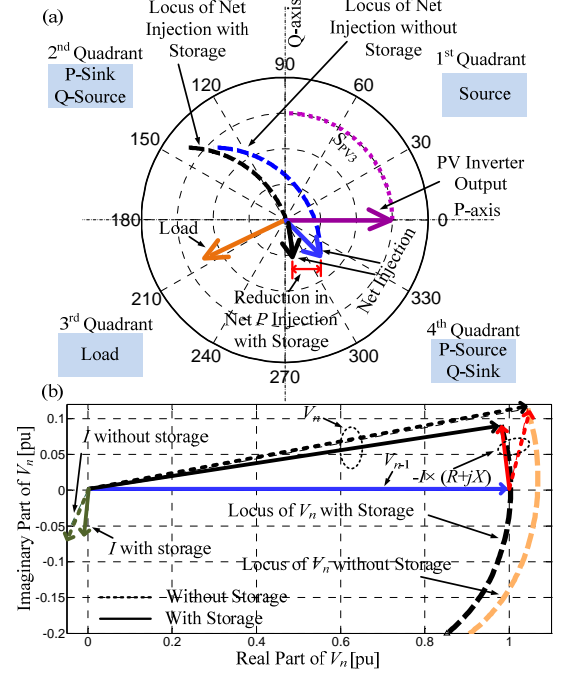 (a)
Locus of Net
Injection with
Storage
Locus of Net
Injection without
Storage
Q-axis
2nd Quadrant
P-Sink
Q-Source
1st Quadrant
Source
90
120
60
150
30
180
0
210
330
240
300
270
SPV3
PV Inverter
Output
P-axis
Load
Net Injection
Reduction in
Net P Injection
with Storage
3rd Quadrant
Load
4th Quadrant
P-Source
Q-Sink
(b)
Imaginary Part of Vn [pu]
0.1
0.05
0
-0.05
-0.1
-0.15
-0.2
I without storage
Vn
Vn-1
-I× (R+jX)
I with storage
Locus of Vn with Storage
Locus of Vn without Storage
Without Storage
With Storage
0
0.2
0.4
0.6
0.8
1
Real Part of Vn [pu]